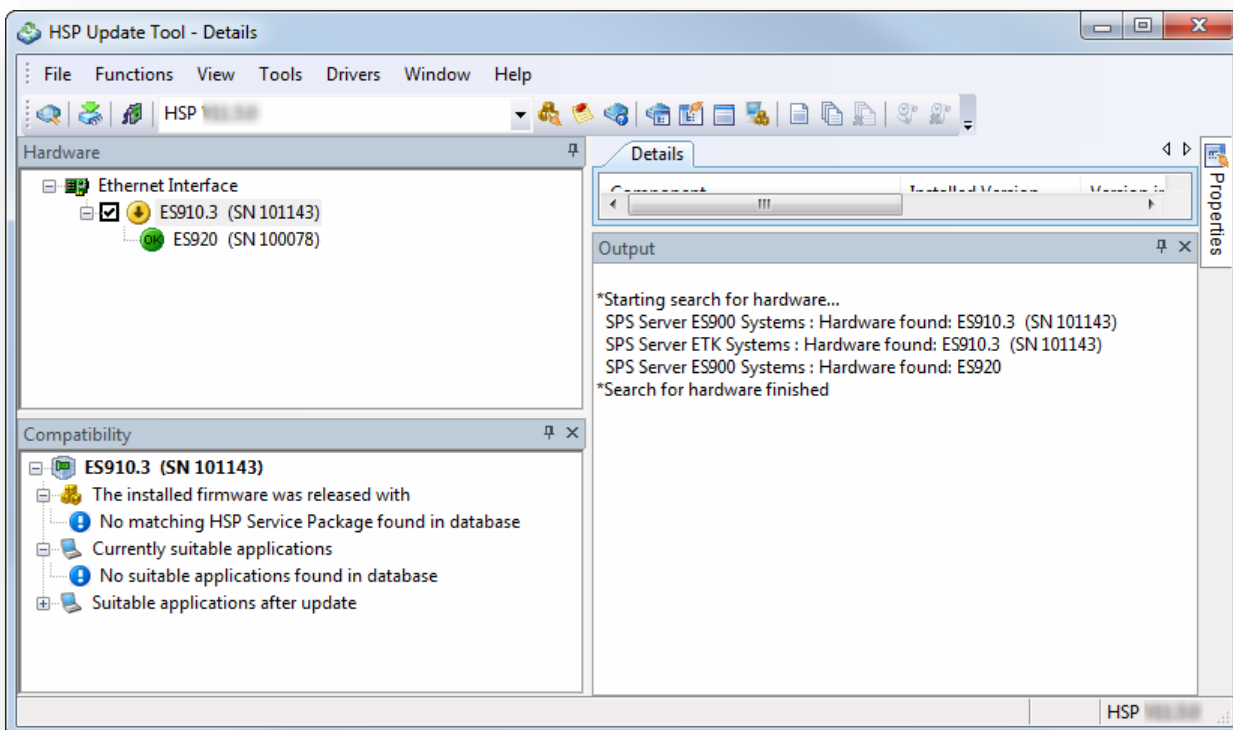 HSP Update Tool - Details
File Functions View Tools Drivers Window Help
HSP
Hardware
Ethernet Interface
ES910.3 (SN 101143)
OK ES920 (SN 100078)
Compatibility
ES910.3 (SN 101143)
The installed firmware was released with
No matching HSP Service Package found in database
Currently suitable applications
No suitable applications found in database
Suitable applications after update
Details
Component Installed Version
Output
*Starting search for hardware...
SPS Server ES900 Systems : Hardware found: ES910.3 (SN 101143)
SPS Server ETK Systems : Hardware found: ES910.3 (SN 101143)
SPS Server ES900 Systems : Hardware found: ES920
*Search for hardware finished
Properties
HSP